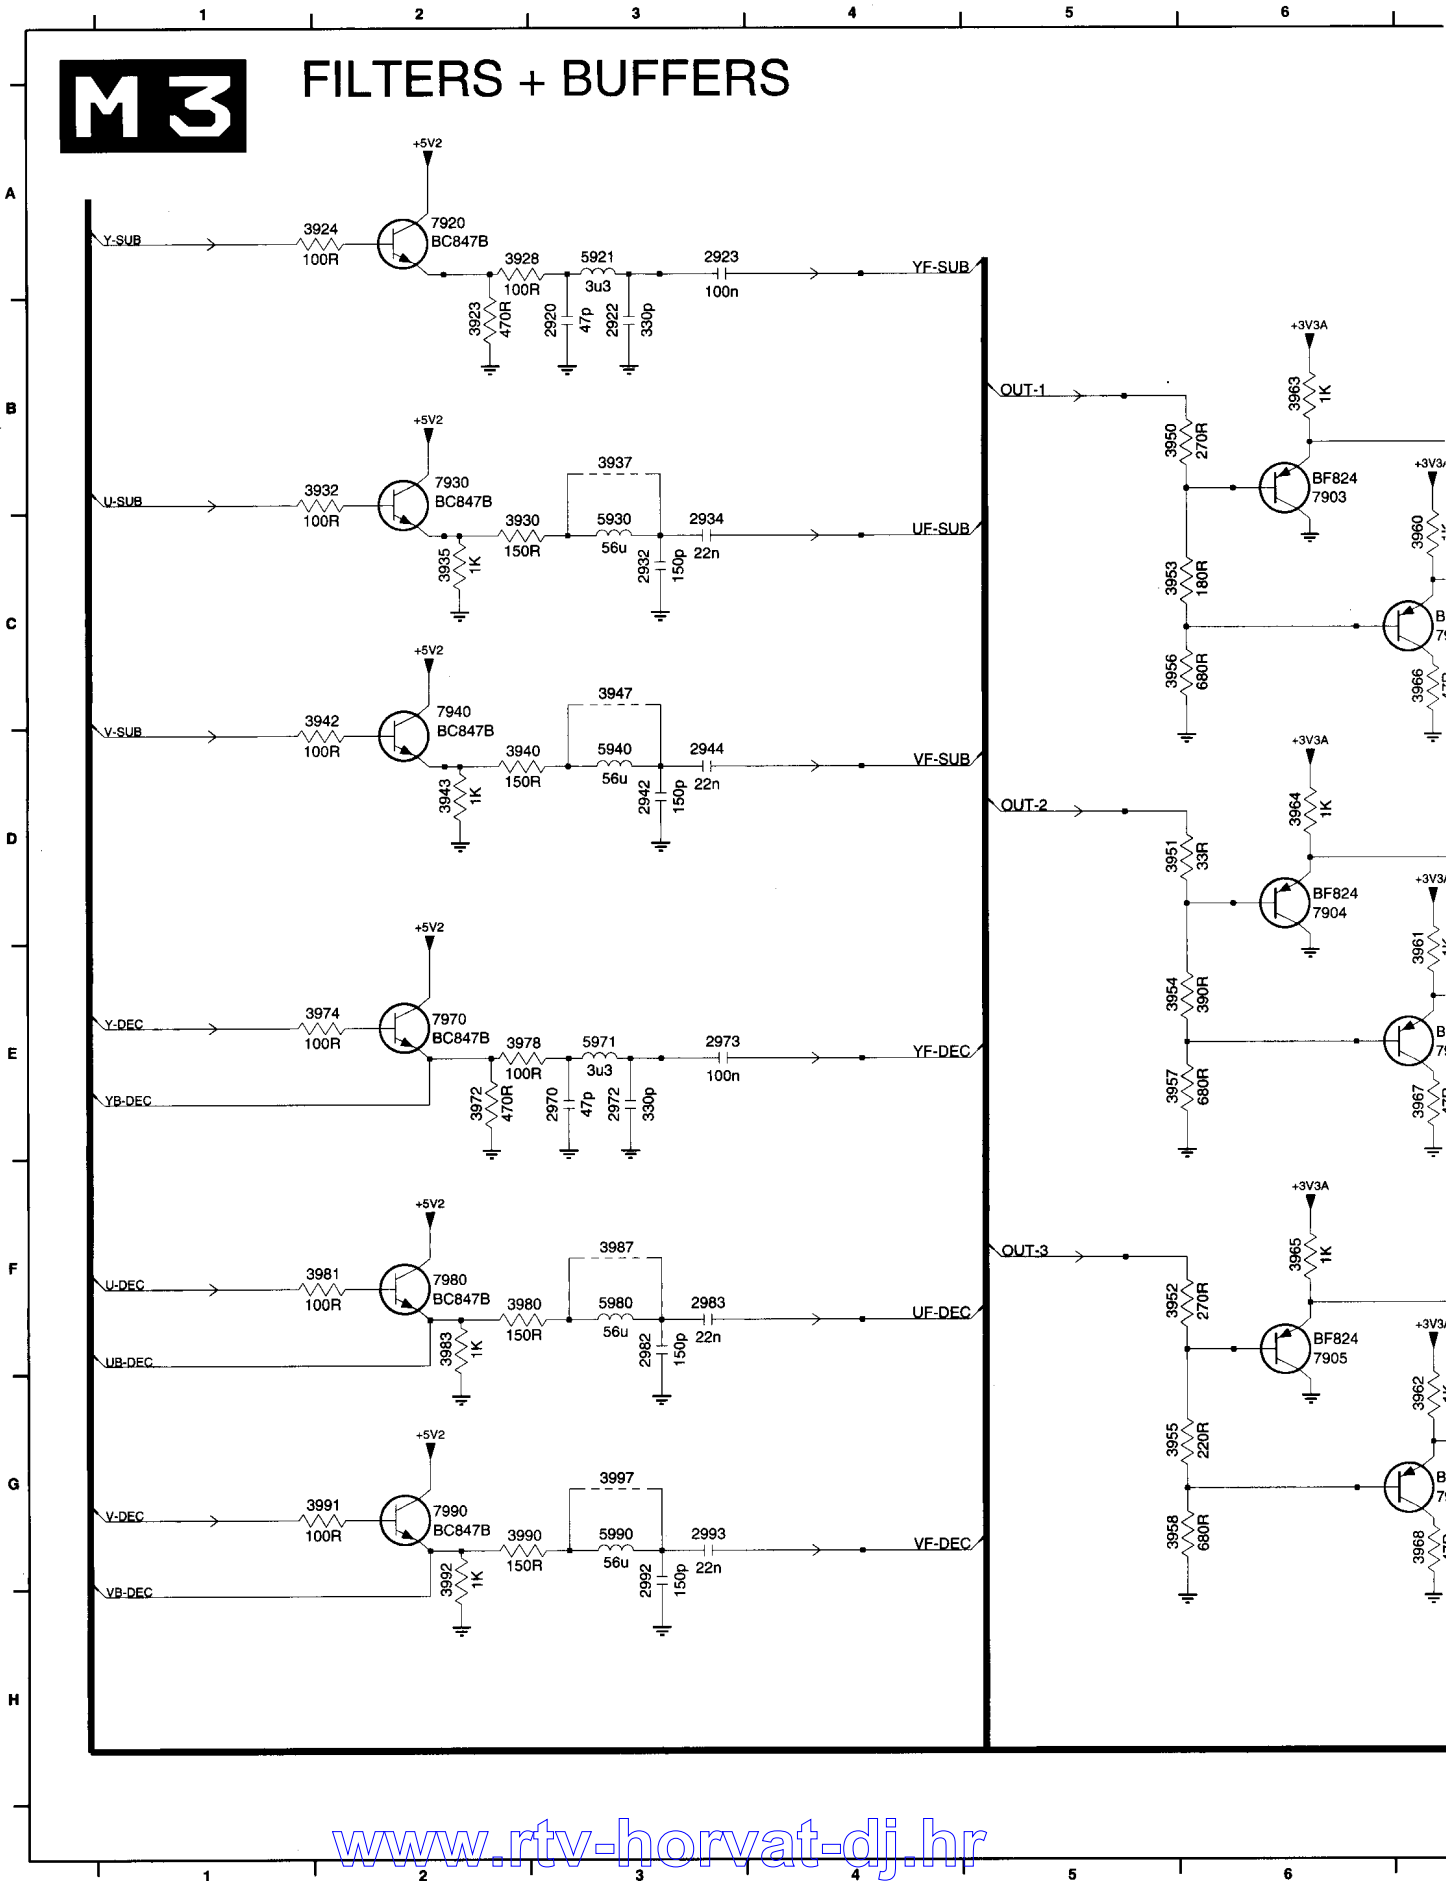 1 2 3 4 5 6
M 3 FILTERS + BUFFERS
A
+5V2
Y-SUB
3924
100R
7920
BC847B
3928
100R
5921
3u3
2923
100n
YF-SUB
3923
470R
2920
47p
2922
330p
B
+5V2
U-SUB
3932
100R
7930
BC847B
3937
3930
150R
5930
56u
2934
22n
UF-SUB
3935
1K
2932
150p
C
+5V2
V-SUB
3942
100R
7940
BC847B
3947
3940
150R
5940
56u
2944
22n
VF-SUB
3943
1K
2942
150p
D
+5V2
Y-DEC
3974
100R
7970
BC847B
3978
100R
5971
3u3
2973
100n
YF-DEC
YB-DEC
3972
470R
2970
47p
2972
330p
E
+5V2
U-DEC
3981
100R
7980
BC847B
3987
3980
150R
5980
56u
2983
22n
UF-DEC
UB-DEC
3983
1K
2982
150p
F
+5V2
V-DEC
3991
100R
7990
BC847B
3997
3990
150R
5990
56u
2993
22n
VF-DEC
VB-DEC
3992
1K
2992
150p
G
H
OUT-1
3950
270R
+3V3A
3963
1K
BF824
7903
3953
180R
3956
680R
3960
3966
OUT-2
3951
33R
+3V3A
3964
1K
BF824
7904
3954
390R
3957
680R
3961
3967
OUT-3
3952
270R
+3V3A
3965
1K
BF824
7905
3955
220R
3958
680R
3962
3968
www.rtv-horvat-dj.hr
1 2 3 4 5 6